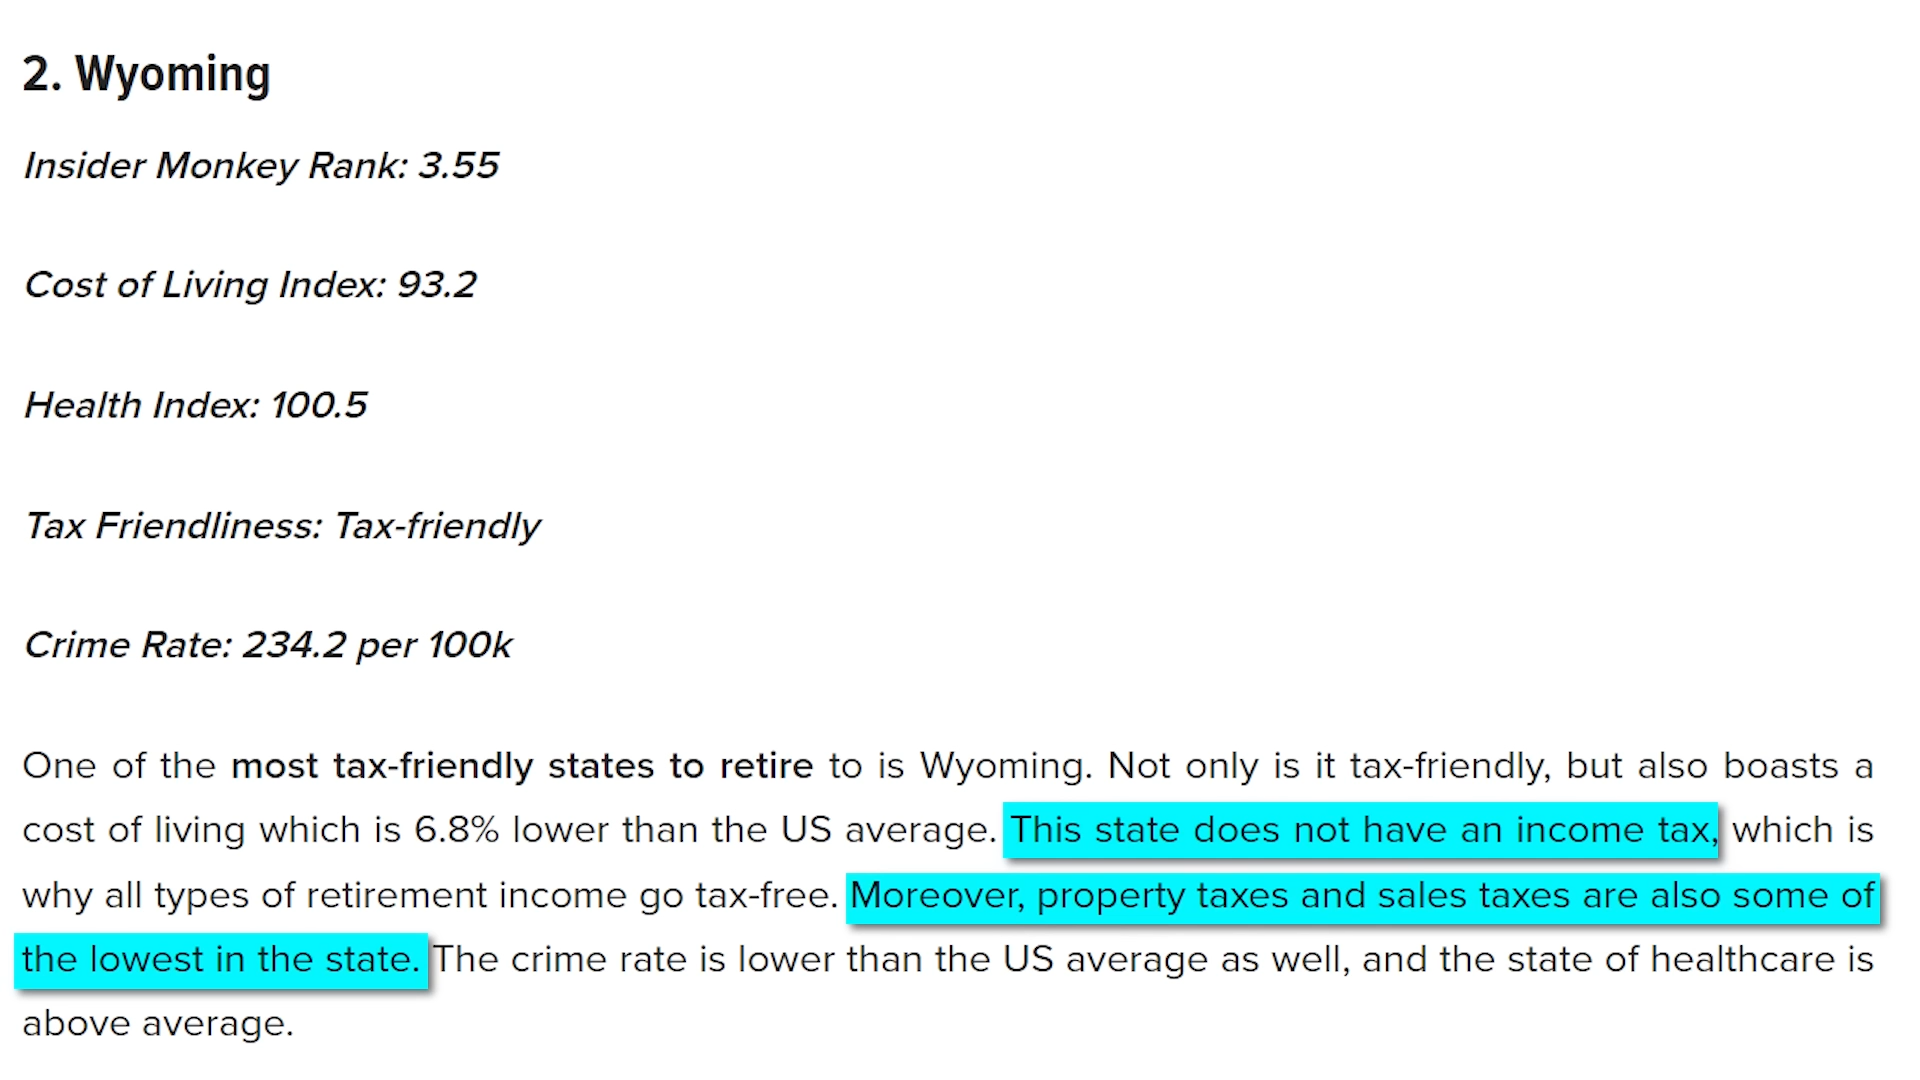 2. Wyoming
Insider Monkey Rank: 3.55
Cost of Living Index: 93.2
Health Index: 100.5
Tax Friendliness: Tax-friendly
Crime Rate: 234.2 per 100k
One of the most tax-friendly states to retire to is Wyoming. Not only is it tax-friendly, but also boasts a
cost of living which is 6.8% lower than the US average. This state does not have an income tax, which is
why all types of retirement income go tax-free. Moreover, property taxes and sales taxes are also some of
the lowest in the state. The crime rate is lower than the US average as well, and the state of healthcare is
above average.